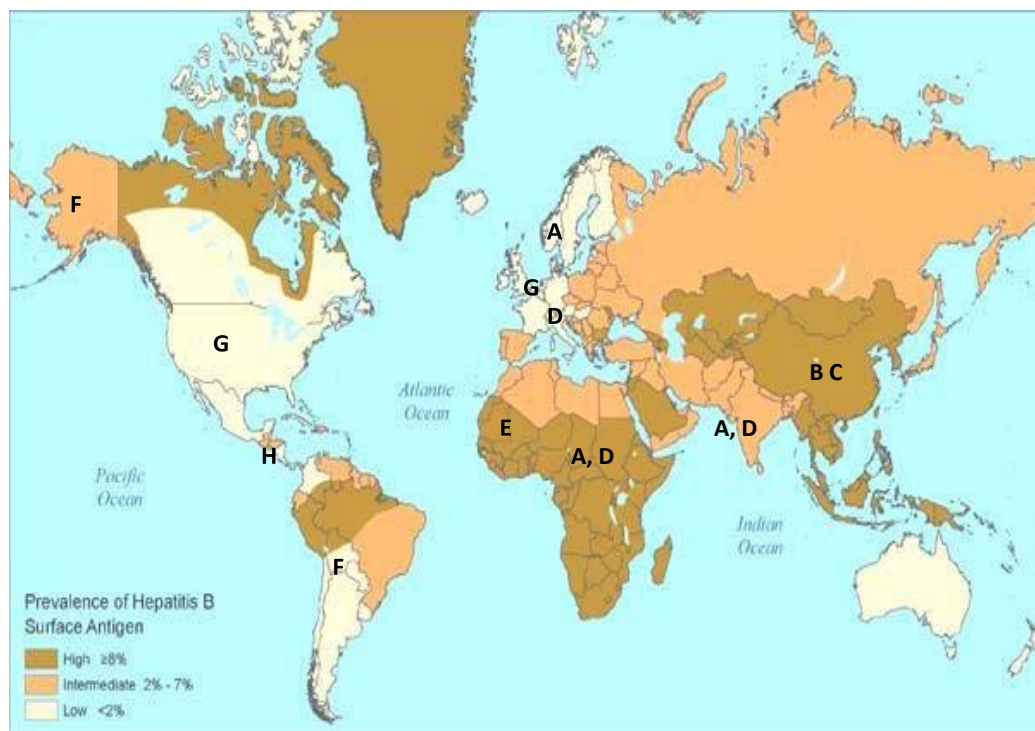 F
A
G
D
G
B C
Atlantic
Ocean
E
A, D
A, D
H
Pacific
Ocean
Indian
Ocean
F
Prevalence of Hepatitis B
Surface Antigen
High ≥8%
Intermediate 2% - 7%
Low <2%